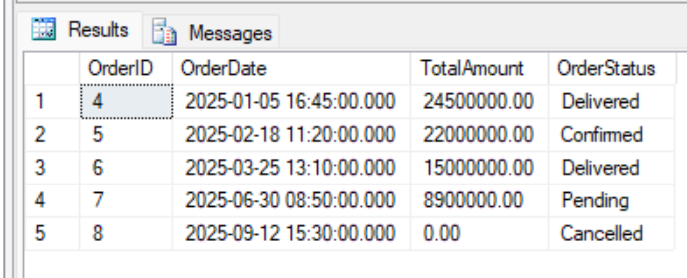 Results Messages
OrderID OrderDate TotalAmount OrderStatus
1 4 2025-01-05 16:45:00.000 24500000.00 Delivered
2 5 2025-02-18 11:20:00.000 22000000.00 Confirmed
3 6 2025-03-25 13:10:00.000 15000000.00 Delivered
4 7 2025-06-30 08:50:00.000 8900000.00 Pending
5 8 2025-09-12 15:30:00.000 0.00 Cancelled